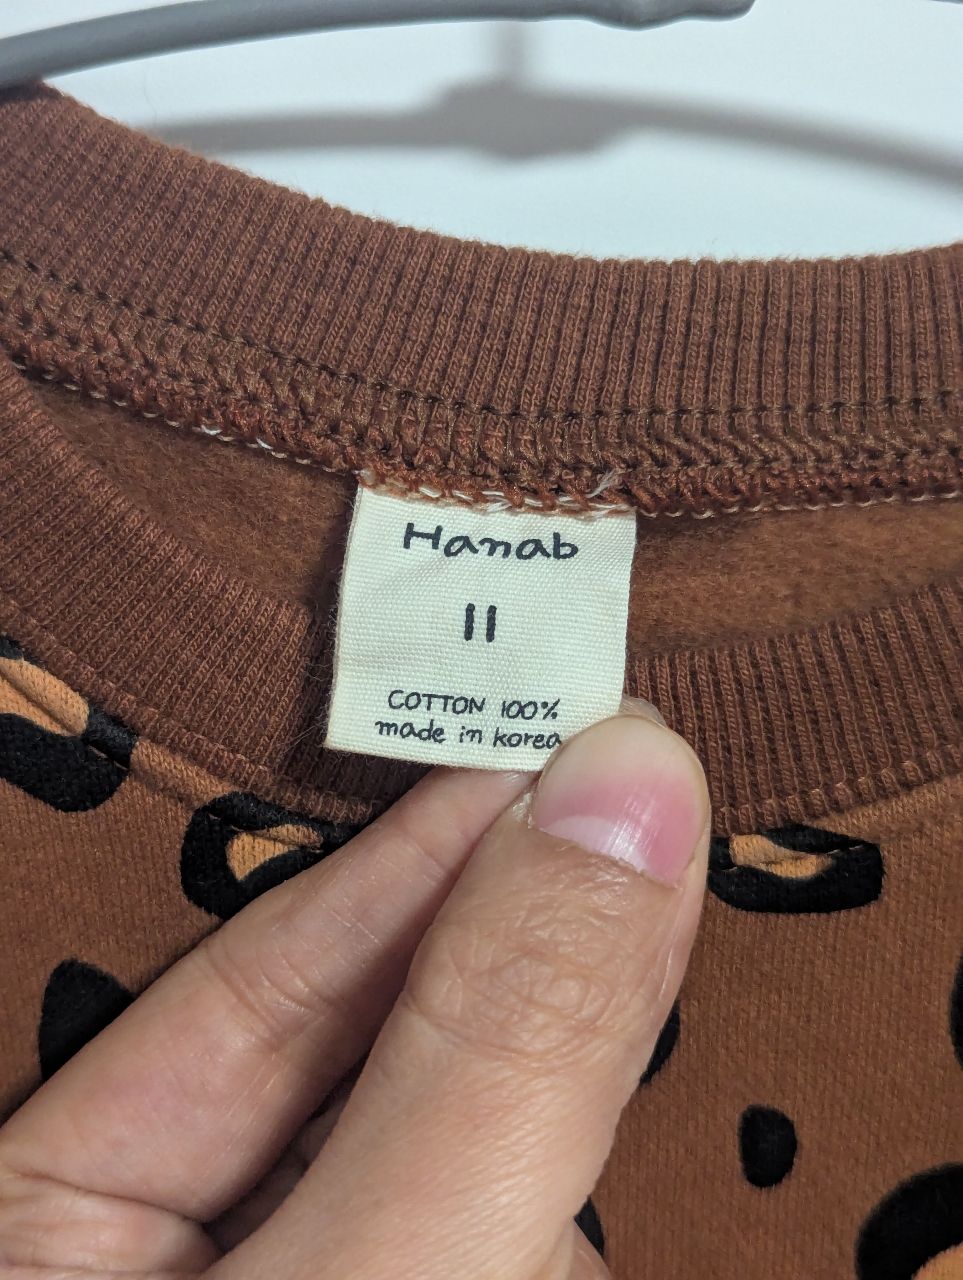 Hanab
11
COTTON 100%
made in korea